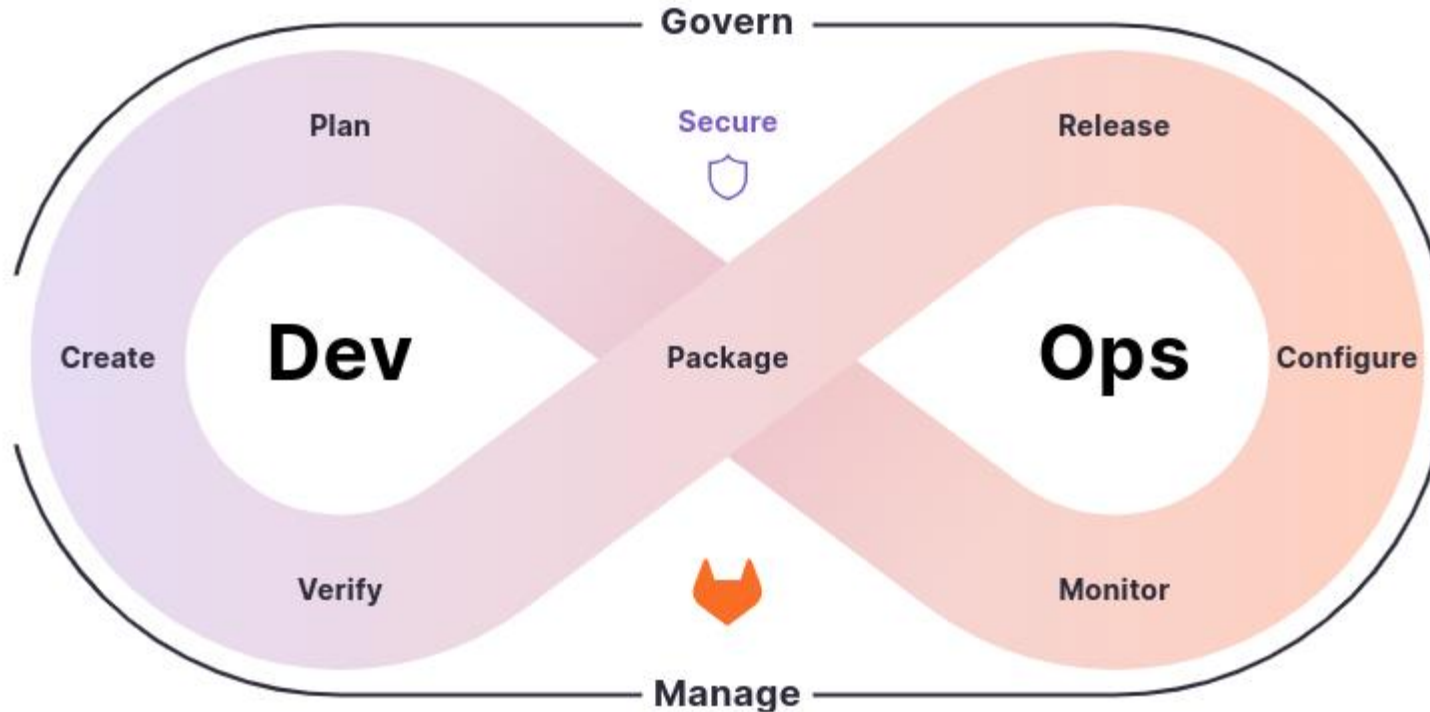 Govern
Secure
Plan
Release
Create
Dev
Package
Ops
Configure
Verify
Monitor
Manage